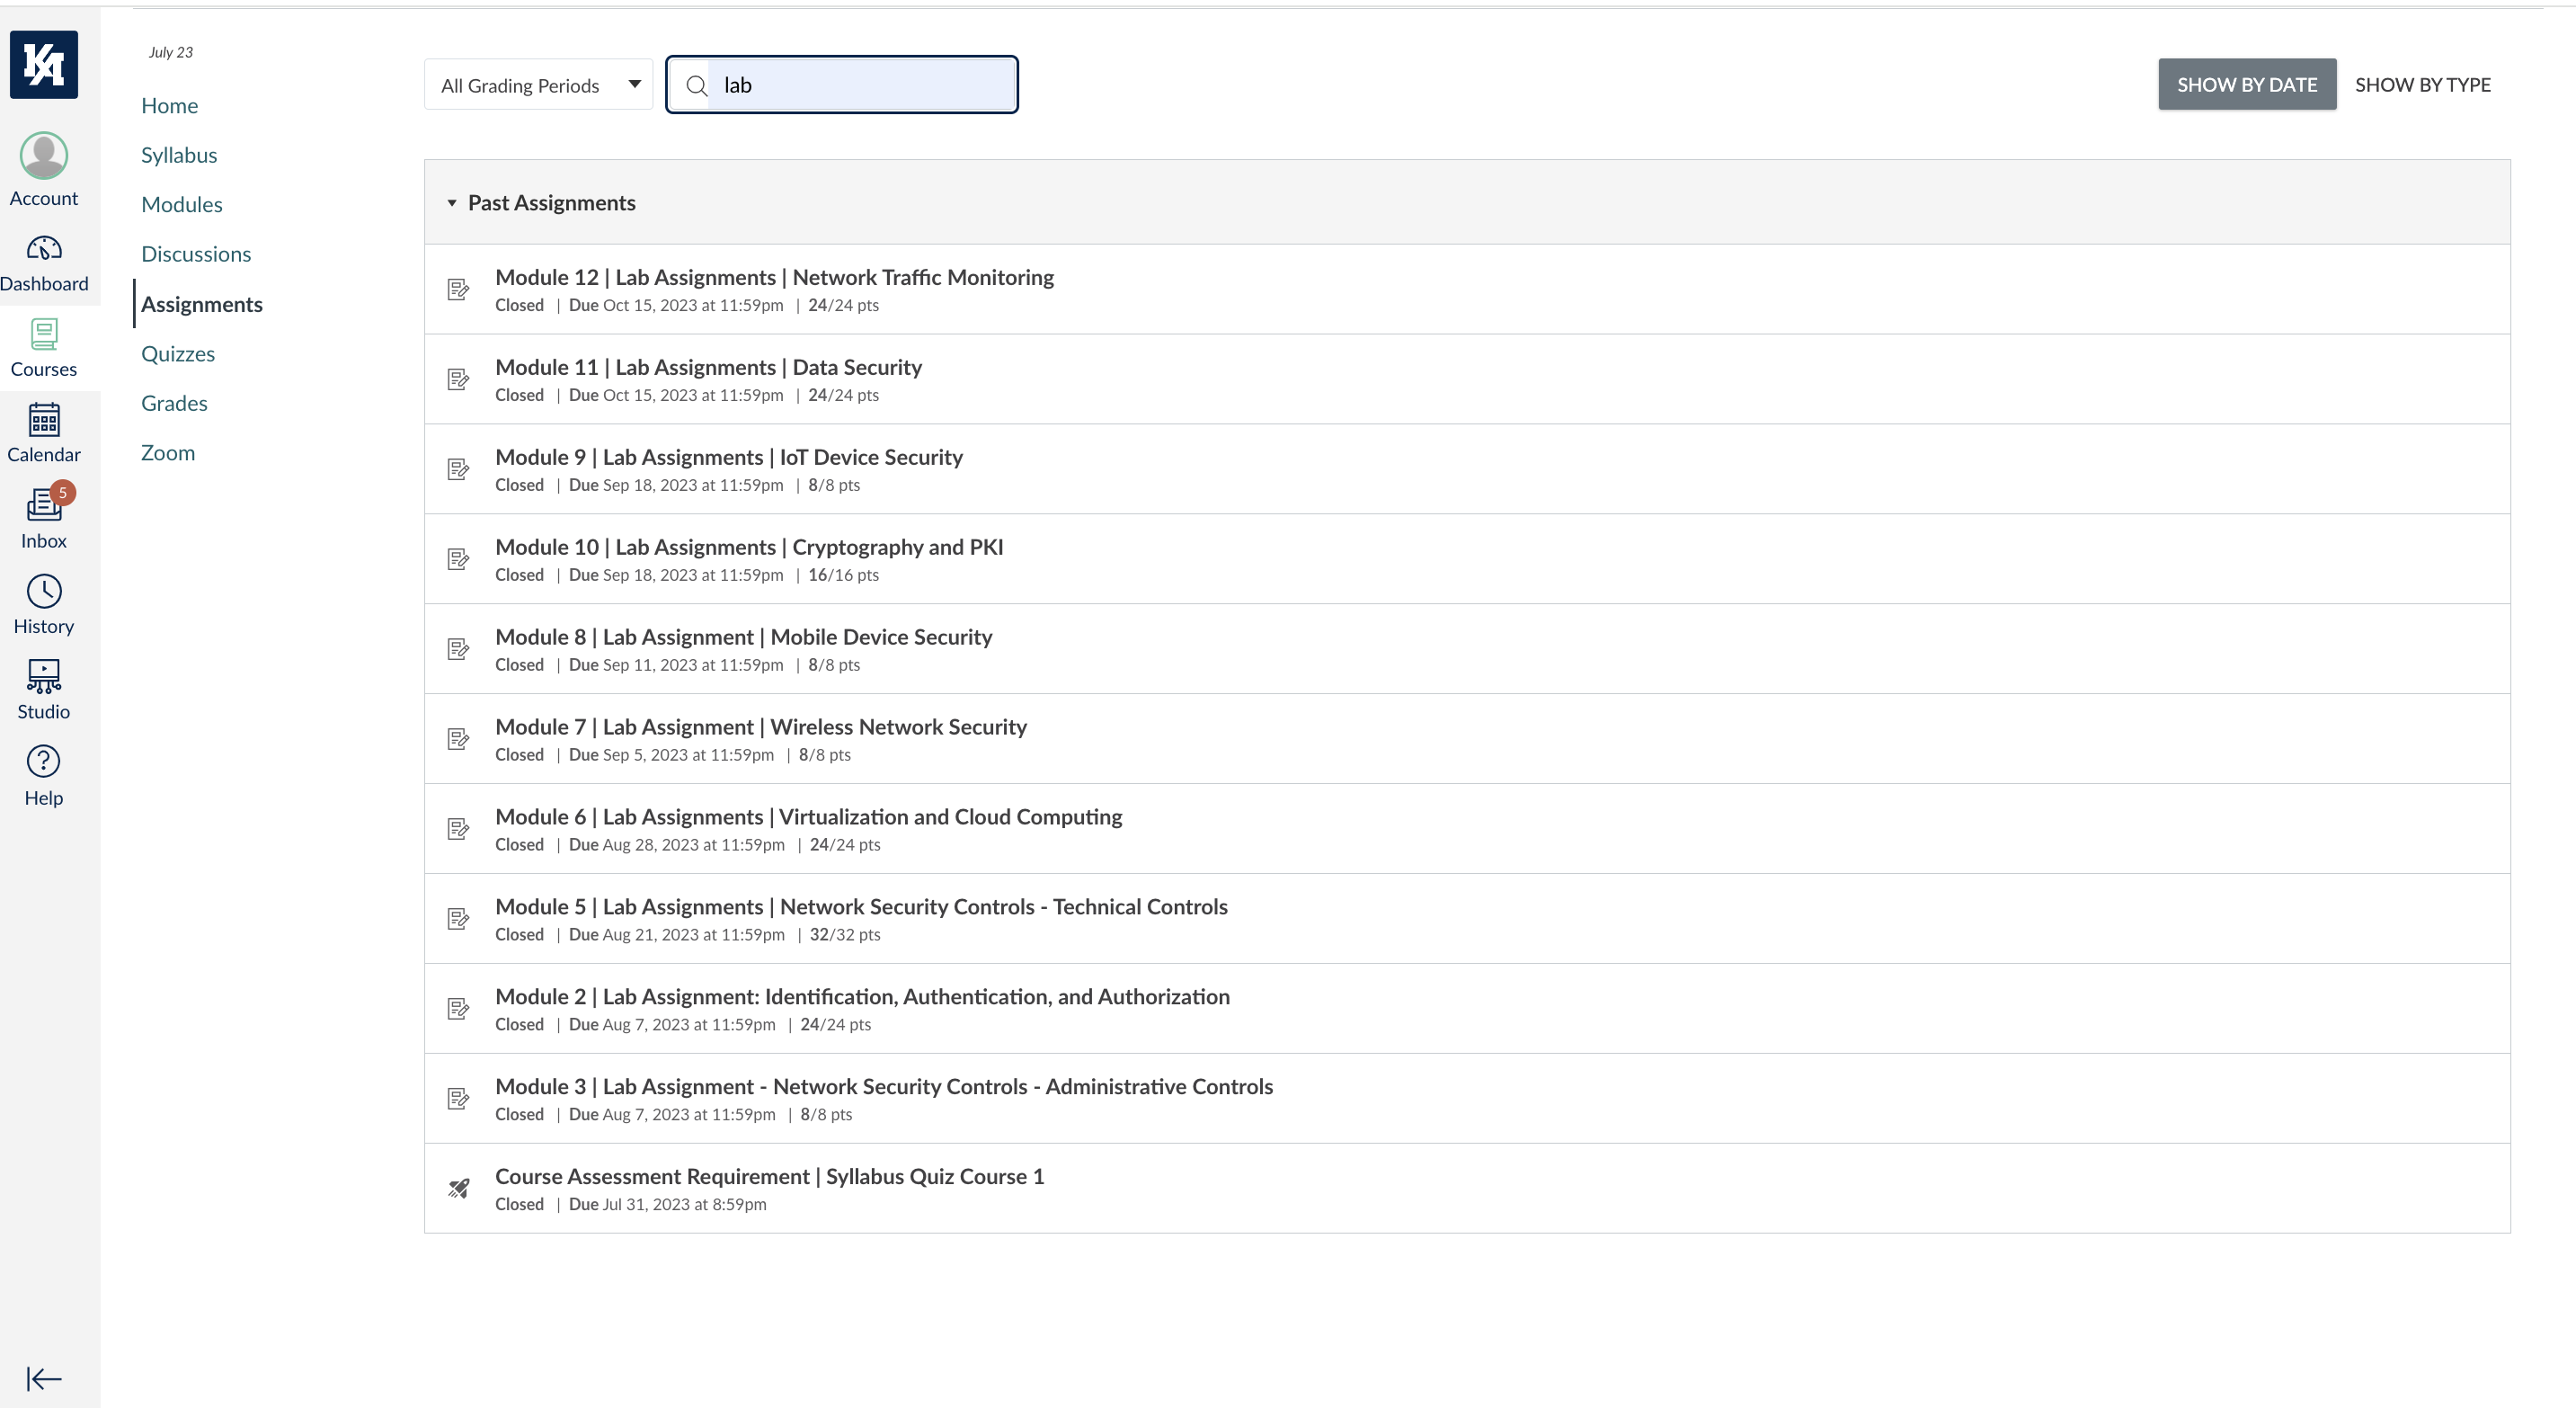 KA
July 23
Home
Syllabus
Modules
Discussions
Assignments
Quizzes
Grades
Zoom
Account
Dashboard
Courses
Calendar
5
Inbox
History
Studio
?
Help
All Grading Periods
lab
SHOW BY DATE
SHOW BY TYPE
Past Assignments
Module 12 | Lab Assignments | Network Traffic Monitoring
Closed | Due Oct 15, 2023 at 11:59pm | 24/24 pts
Module 11 | Lab Assignments | Data Security
Closed | Due Oct 15, 2023 at 11:59pm | 24/24 pts
Module 9 | Lab Assignments | IoT Device Security
Closed | Due Sep 18, 2023 at 11:59pm | 8/8 pts
Module 10 | Lab Assignments | Cryptography and PKI
Closed | Due Sep 18, 2023 at 11:59pm | 16/16 pts
Module 8 | Lab Assignment | Mobile Device Security
Closed | Due Sep 11, 2023 at 11:59pm | 8/8 pts
Module 7 | Lab Assignment | Wireless Network Security
Closed | Due Sep 5, 2023 at 11:59pm | 8/8 pts
Module 6 | Lab Assignments | Virtualization and Cloud Computing
Closed | Due Aug 28, 2023 at 11:59pm | 24/24 pts
Module 5 | Lab Assignments | Network Security Controls - Technical Controls
Closed | Due Aug 21, 2023 at 11:59pm | 32/32 pts
Module 2 | Lab Assignment: Identification, Authentication, and Authorization
Closed | Due Aug 7, 2023 at 11:59pm | 24/24 pts
Module 3 | Lab Assignment - Network Security Controls - Administrative Controls
Closed | Due Aug 7, 2023 at 11:59pm | 8/8 pts
Course Assessment Requirement | Syllabus Quiz Course 1
Closed | Due Jul 31, 2023 at 8:59pm